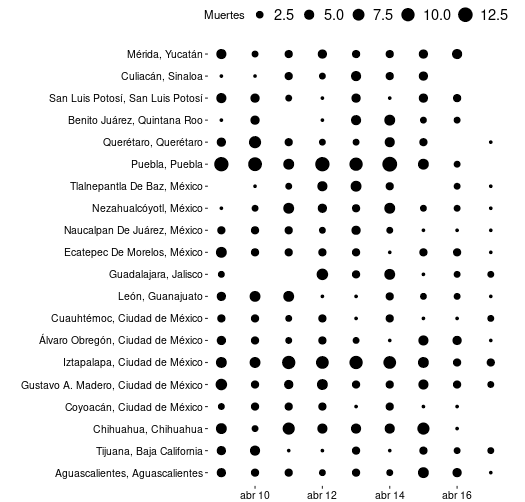 Muertes 2.5 5.0 7.5 10.0 12.5
Mérida, Yucatán
Culiacán, Sinaloa
San Luis Potosí, San Luis Potosí
Benito Juárez, Quintana Roo
Querétaro, Querétaro
Puebla, Puebla
Tlalnepantla De Baz, México
Nezahualcóyotl, México
Naucalpan De Juárez, México
Ecatepec De Morelos, México
Guadalajara, Jalisco
León, Guanajuato
Cuauhtémoc, Ciudad de México
Álvaro Obregón, Ciudad de México
Iztapalapa, Ciudad de México
Gustavo A. Madero, Ciudad de México
Coyoacán, Ciudad de México
Chihuahua, Chihuahua
Tijuana, Baja California
Aguascalientes, Aguascalientes
abr 10 abr 12 abr 14 abr 16